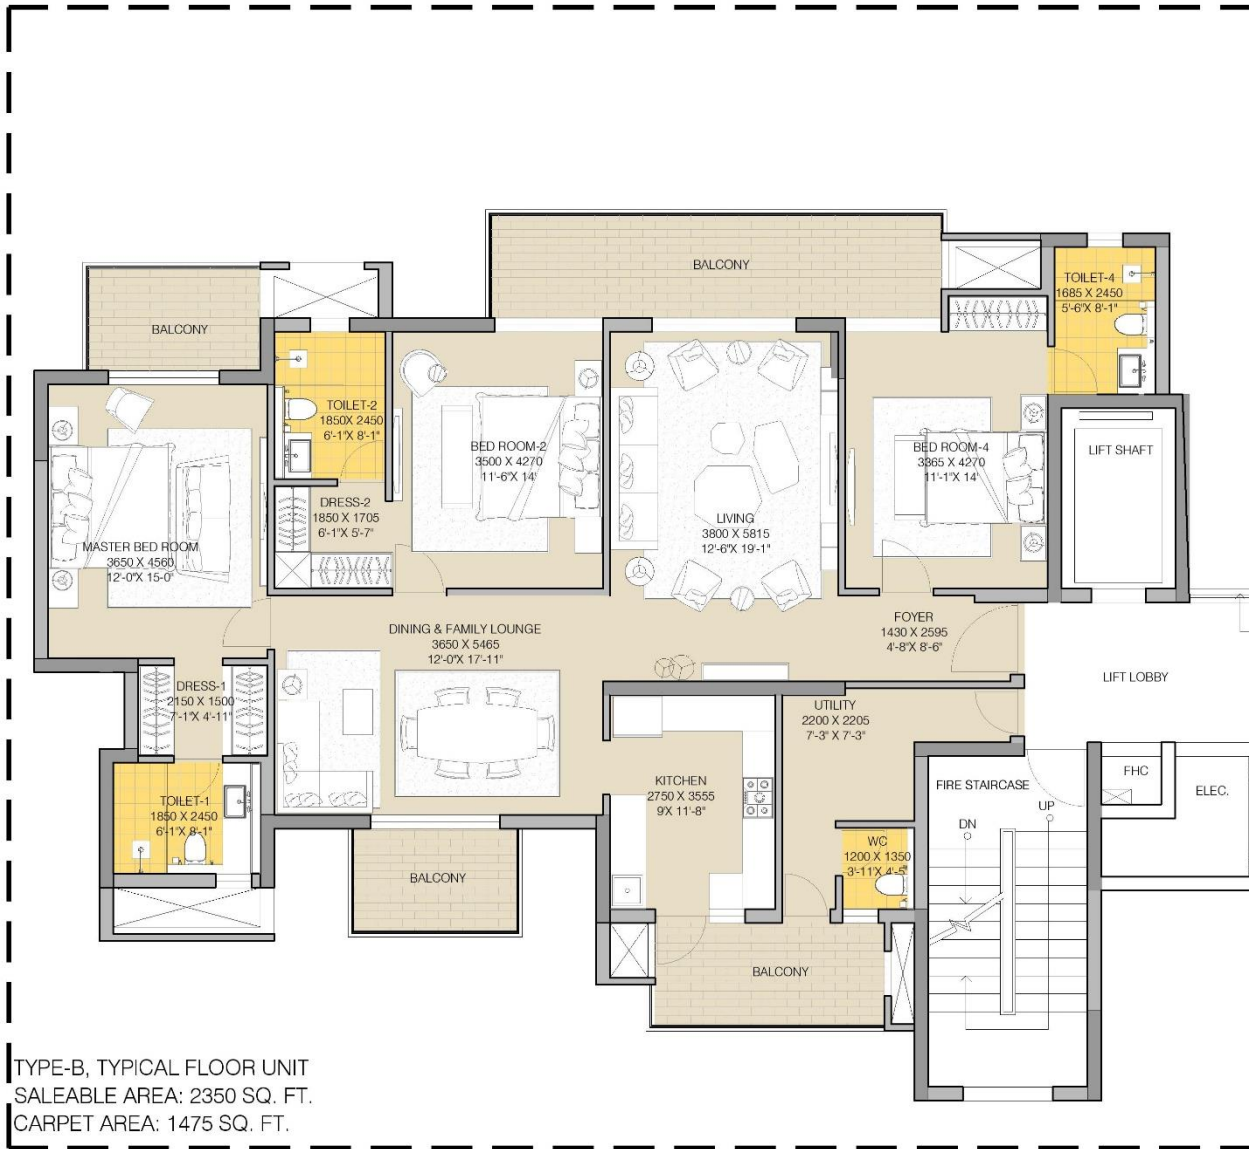 BALCONY
TOILET-4
1685 X 2450
5'-6"X 8'-1"
BALCONY
TOILET-2
1850X 2450
6'-1"X 8'-1"
BED ROOM-2
3500 X 4270
11'-6"X 14'
BED ROOM-4
3365 X 4270
11'-1"X 14'
LIFT SHAFT
DRESS-2
1850 X 1705
6'-1"X 5'-7"
LIVING
3800 X 5815
12'-6"X 19'-1"
MASTER BED ROOM
3650 X 4560
12'-0"X 15-0"
DINING & FAMILY LOUNGE
3650 X 5465
12'-0"X 17'-11"
FOYER
1430 X 2595
4'-8"X 8'-6"
LIFT LOBBY
DRESS-1
2150 X 1500
7'-1"X 4'-11"
UTILITY
2200 X 2205
7'-3" X 7'-3"
KITCHEN
2750 X 3555
9'X 11'-8"
FIRE STAIRCASE
FHC
ELEC.
UP
DN
TOILET-1
1850 X 2450
6'-1"X 8'-1"
WC
1200 X 1350
3'-11"X 4'-5"
BALCONY
BALCONY
TYPE-B, TYPICAL FLOOR UNIT
SALEABLE AREA: 2350 SQ. FT.
CARPET AREA: 1475 SQ. FT.